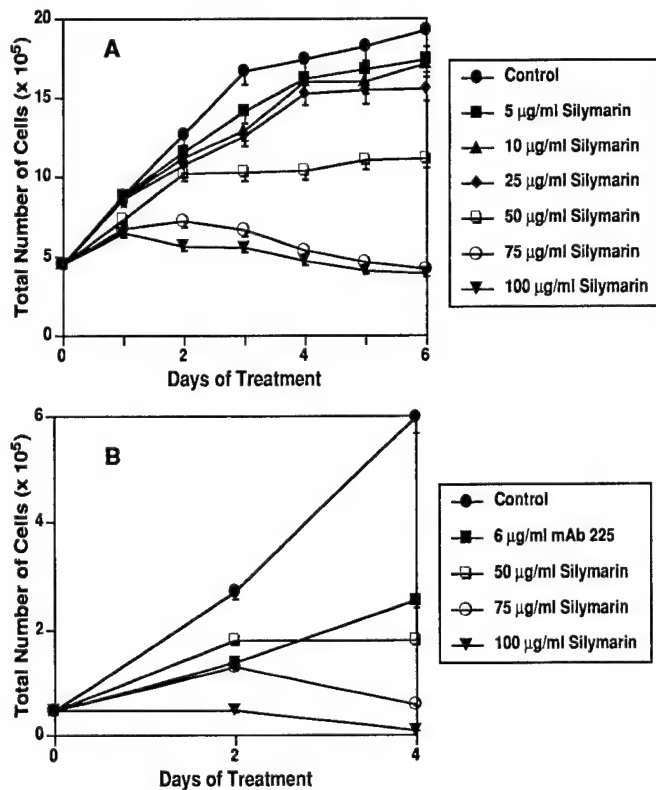 A
Total Number of Cells (x 10⁵)
20
15
10
5
0
0 1 2 3 4 5 6
Days of Treatment
Control
5 µg/ml Silymarin
10 µg/ml Silymarin
25 µg/ml Silymarin
50 µg/ml Silymarin
75 µg/ml Silymarin
100 µg/ml Silymarin
B
Total Number of Cells (x 10⁵)
6
4
2
0
0 2 4
Days of Treatment
Control
6 µg/ml mAb 225
50 µg/ml Silymarin
75 µg/ml Silymarin
100 µg/ml Silymarin